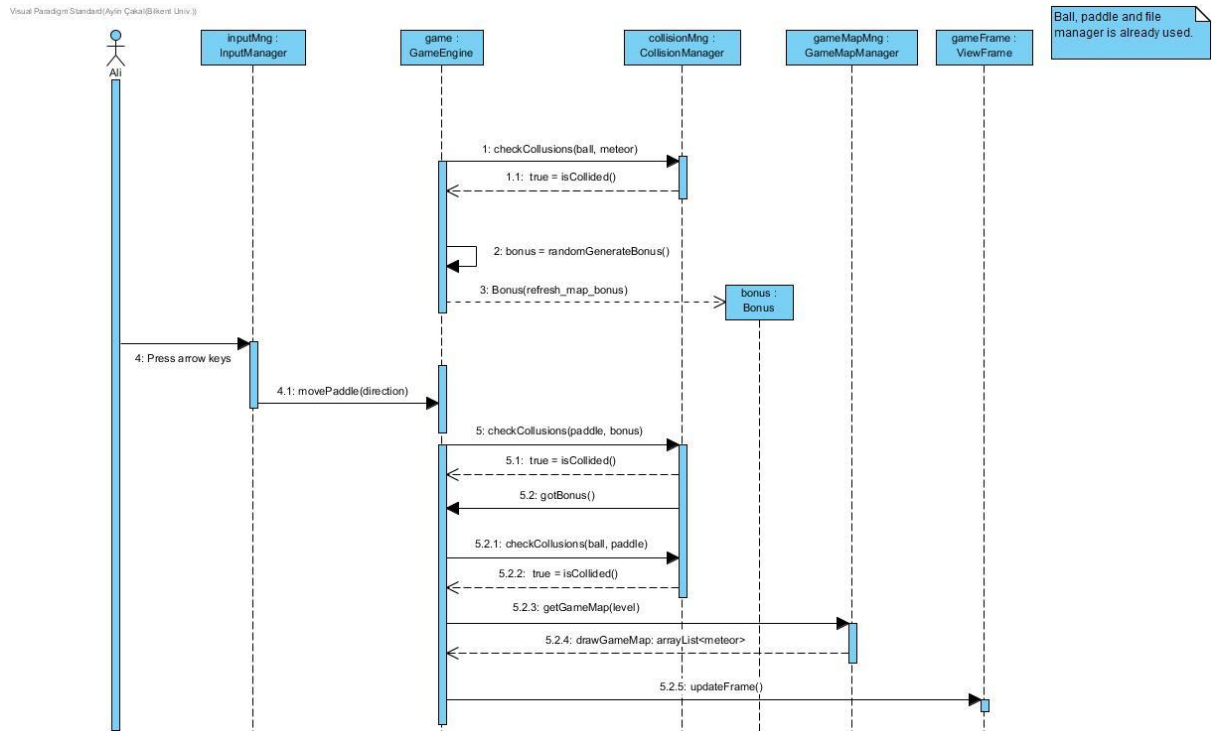 Visual Paradigm Standard(Aylin Çakal(Bilkent Univ.))
Ball, paddle and file
manager is already used.
Ali
inputMng :
InputManager
game :
GameEngine
collisionMng :
CollisionManager
gameMapMng :
GameMapManager
gameFrame :
ViewFrame
1: checkCollusions(ball, meteor)
1.1: true = isCollided()
2: bonus = randomGenerateBonus()
3: Bonus(refresh_map_bonus)
bonus :
Bonus
4: Press arrow keys
4.1: movePaddle(direction)
5: checkCollusions(paddle, bonus)
5.1: true = isCollided()
5.2: gotBonus()
5.2.1: checkCollusions(ball, paddle)
5.2.2: true = isCollided()
5.2.3: getGameMap(level)
5.2.4: drawGameMap: arrayList<meteor>
5.2.5: updateFrame()